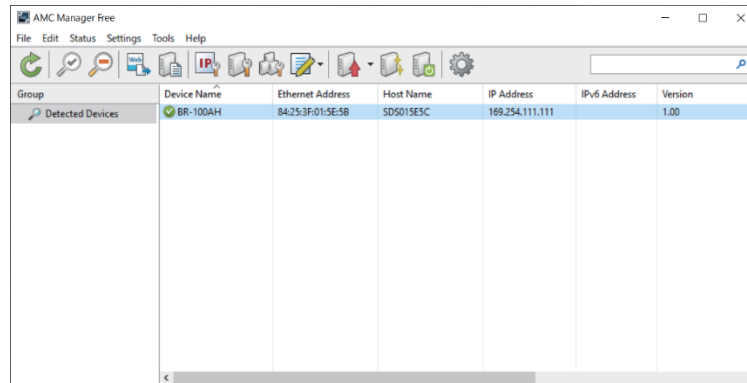 AMC Manager Free
File Edit Status Settings Tools Help
Web IP
Group Device Name Ethernet Address Host Name IP Address IPv6 Address Version
Detected Devices BR-100AH 84:25:3F:01:5E:5B SDS015E5C 169.254.111.111 1.00